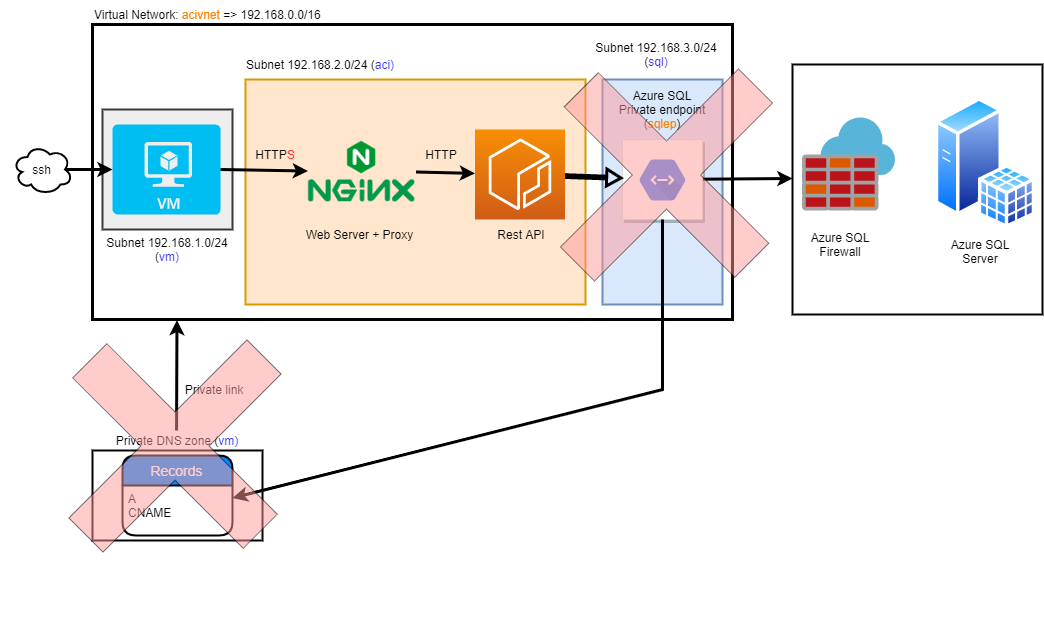 Virtual Network: acivnet => 192.168.0.0/16
Subnet 192.168.3.0/24
(sql)
Subnet 192.168.2.0/24 (aci)
Azure SQL
Private endpoint
(sqlep)
ssh
VM
HTTPS
NGINX
HTTP
Web Server + Proxy
Rest API
Subnet 192.168.1.0/24
(vm)
Azure SQL
Firewall
Azure SQL
Server
Private link
Private DNS zone (vm)
Records
A
CNAME